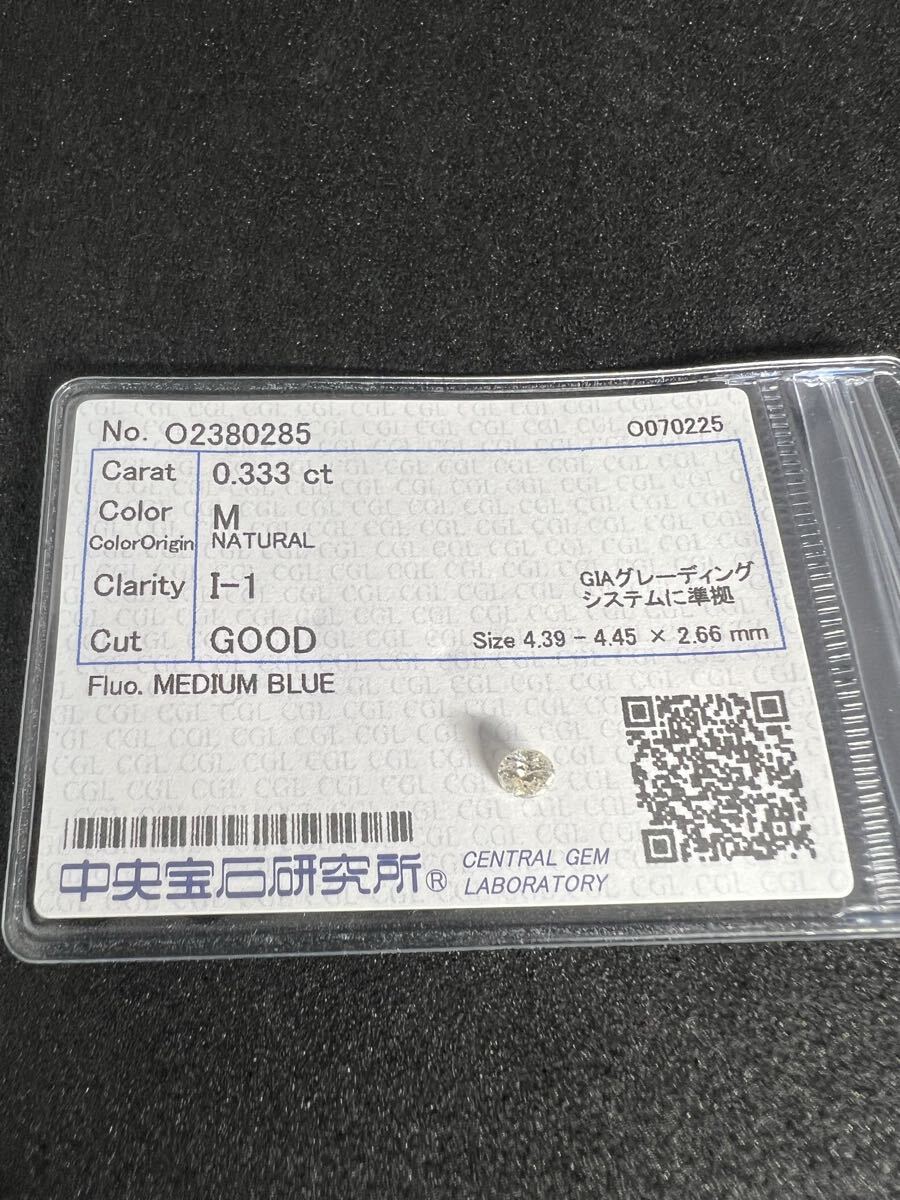 No. O2380285
O070225
Carat 0.333 ct
Color M
ColorOrigin NATURAL
Clarity I-1
GIAグレーディング
システムに準拠
Cut GOOD
Size 4.39 - 4.45 × 2.66 mm
Fluo. MEDIUM BLUE
中央宝石研究所®
CENTRAL GEM
LABORATORY